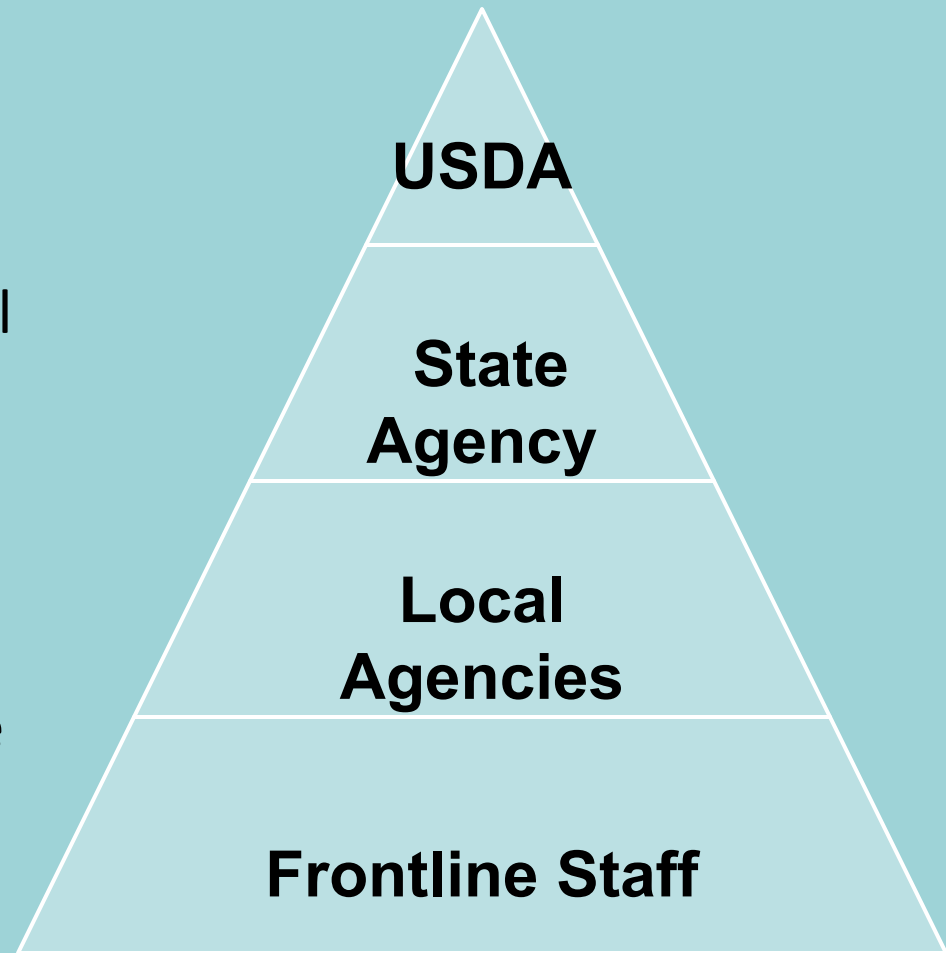 USDA
State
Agency
Local
Agencies
Frontline Staff